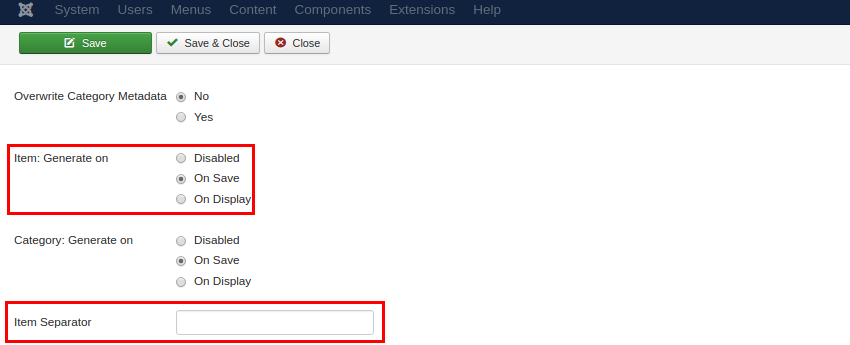 System Users Menus Content Components Extensions Help
Save Save & Close Close
Overwrite Category Metadata No
Yes
Item: Generate on Disabled
On Save
On Display
Category: Generate on Disabled
On Save
On Display
Item Separator